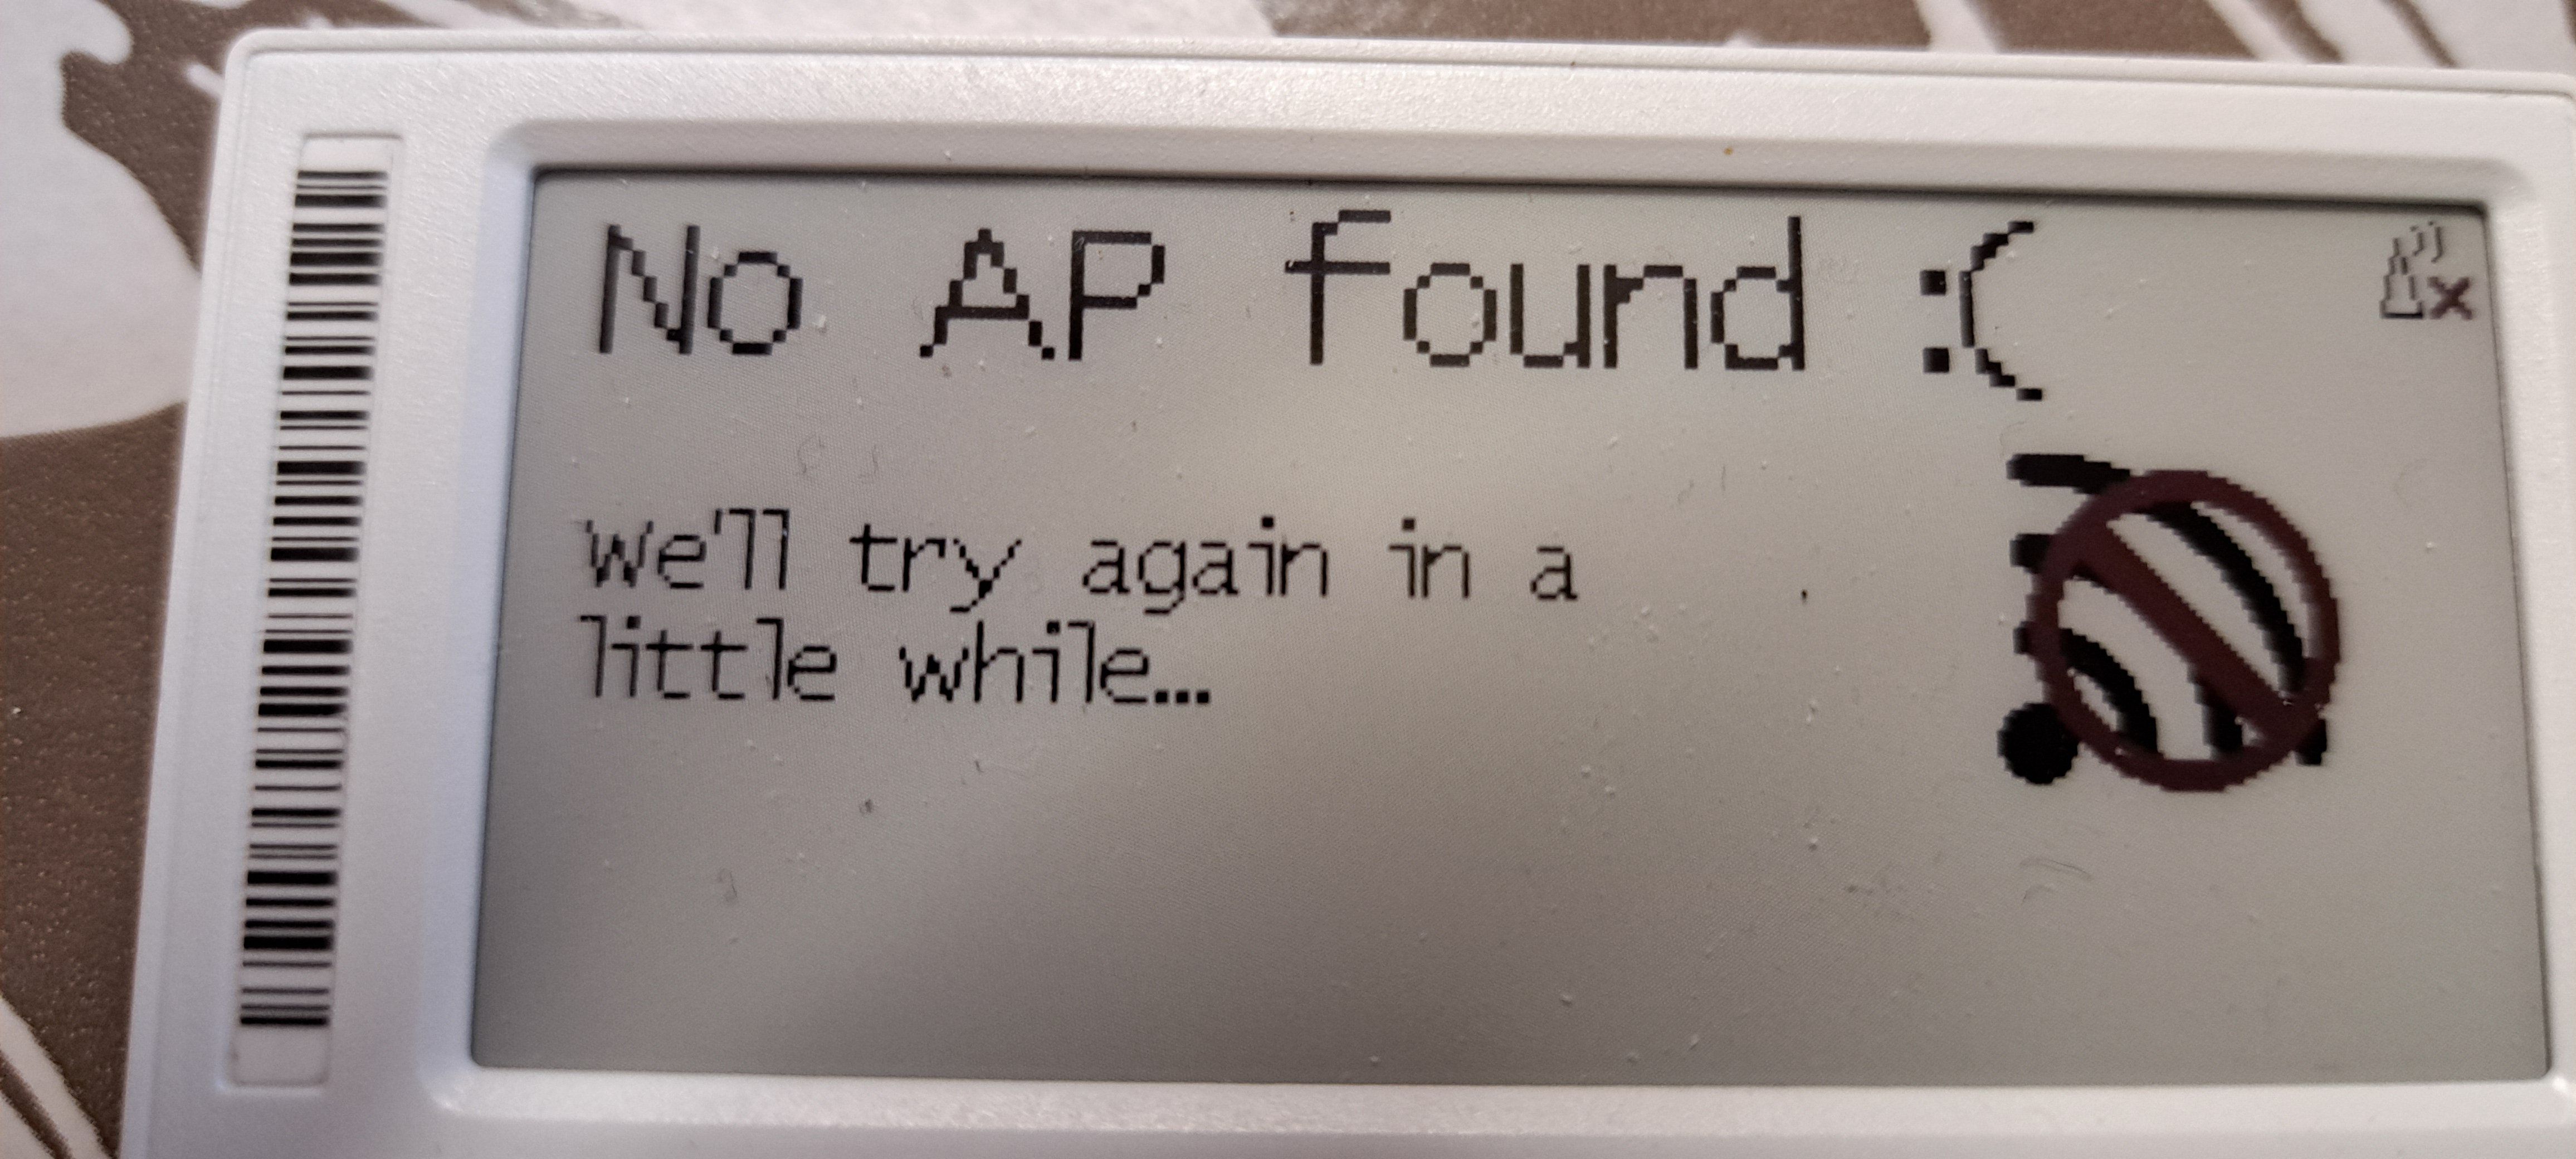 No AP found :(
we'll try again in a
little while...